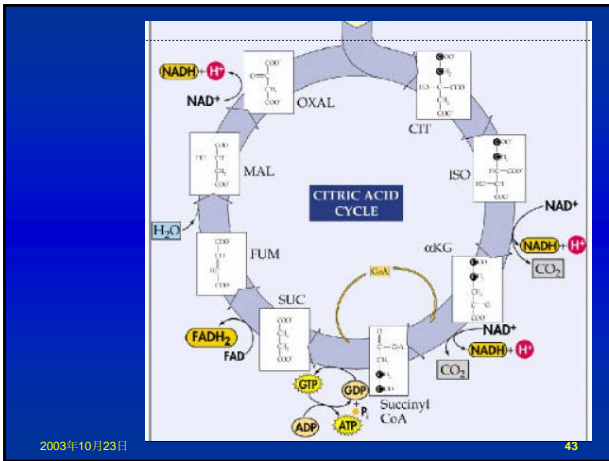 NADH + H+
NAD+
COO-
OXAL
CIT
COO-
MAL
ISO
CITRIC ACID
CYCLE
NAD+
NADH + H+
CO2
H2O
FUM
αKG
CoA
SUC
FADH2
FAD
NAD+
NADH + H+
CO2
GTP
GDP
+
Pi
ADP
ATP
Succinyl
CoA
2003年10月23日
43